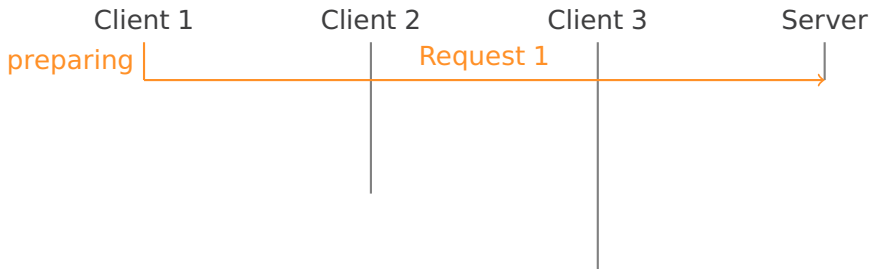 Client 1
Client 2
Client 3
Server
preparing
Request 1